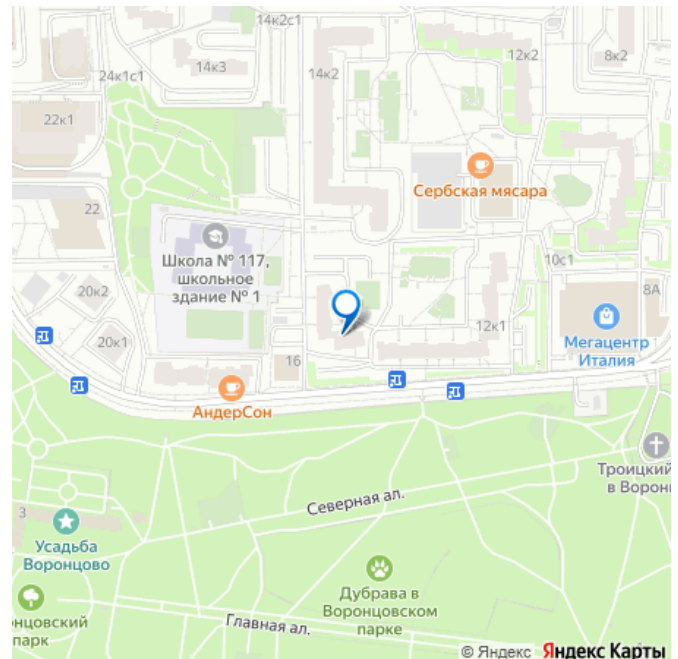 14к2с1
14к3
24к1с1
14к2
12к2
8к2
22к1
Сербская мясара
22
Школа № 117,
школьное
здание № 1
10с1
8А
20к2
20к1
12к1
Мегацентр
Италия
16
АндерСон
Троицкий
в Ворон
Северная ал.
3
Усадьба
Воронцово
Дубрава в
Воронцовском
парке
нцовский
парк
Главная ал.
© Яндекс Яндекс Карты